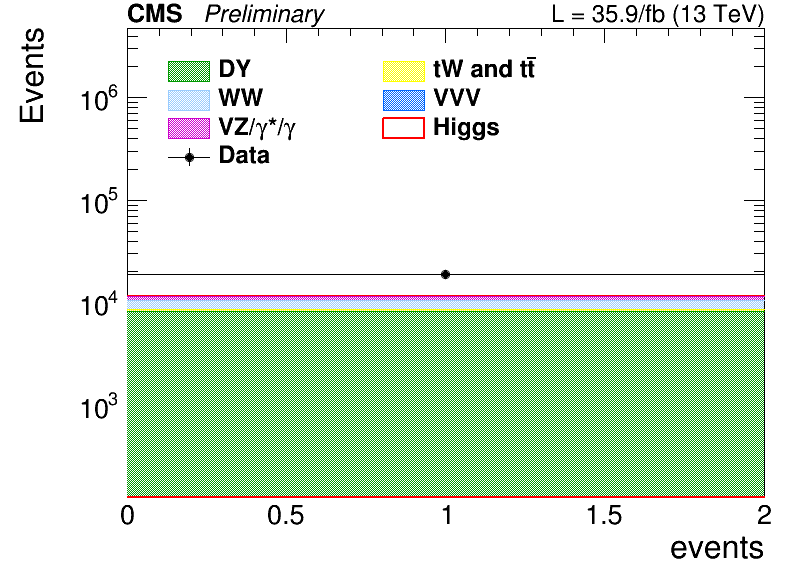 CMS Preliminary L = 35.9/fb (13 TeV)
Events
DY tW and tt̄
WW VVV
VZ/γ*/γ Higgs
Data
10⁶
10⁵
10⁴
10³
0 0.5 1 1.5 2
events